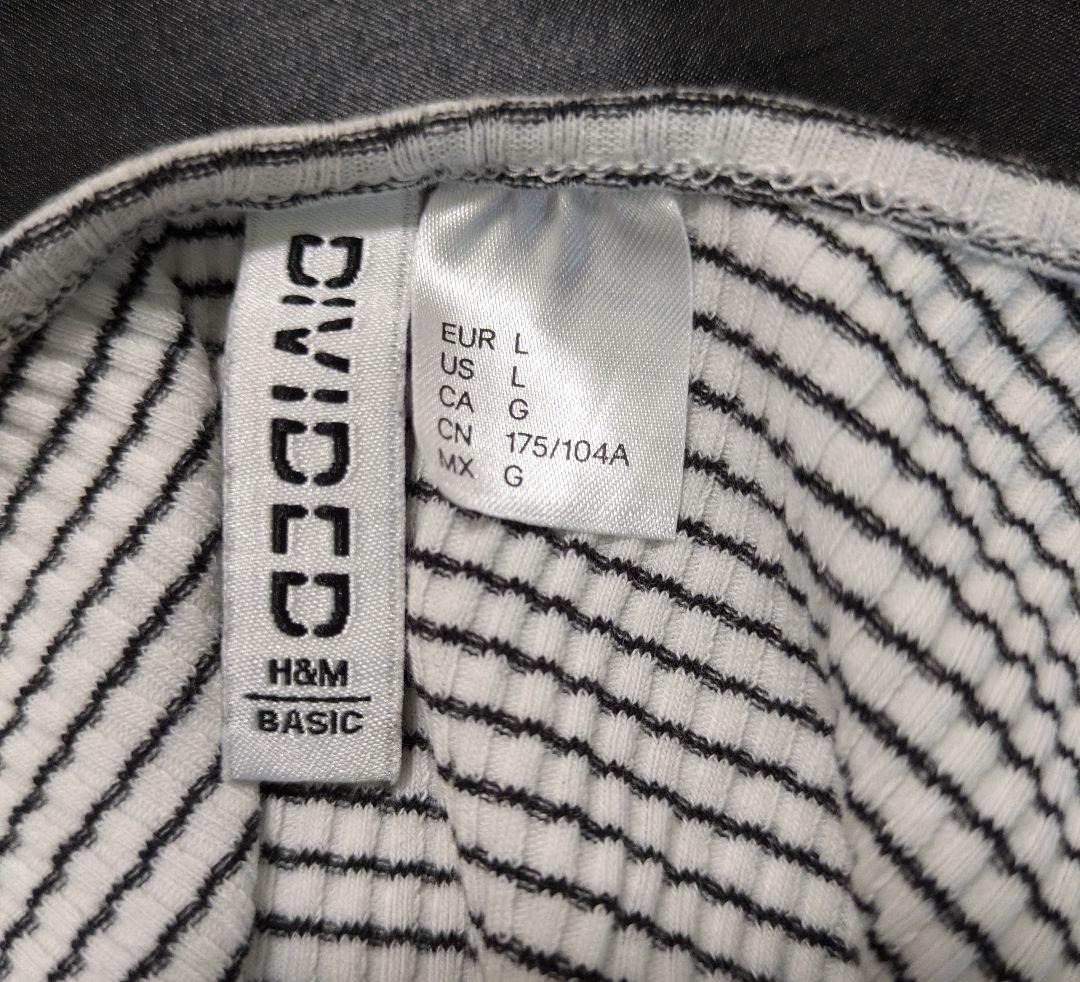 DIVIDED
H&M
BASIC
EUR L
US L
CA G
CN 175/104A
MX G